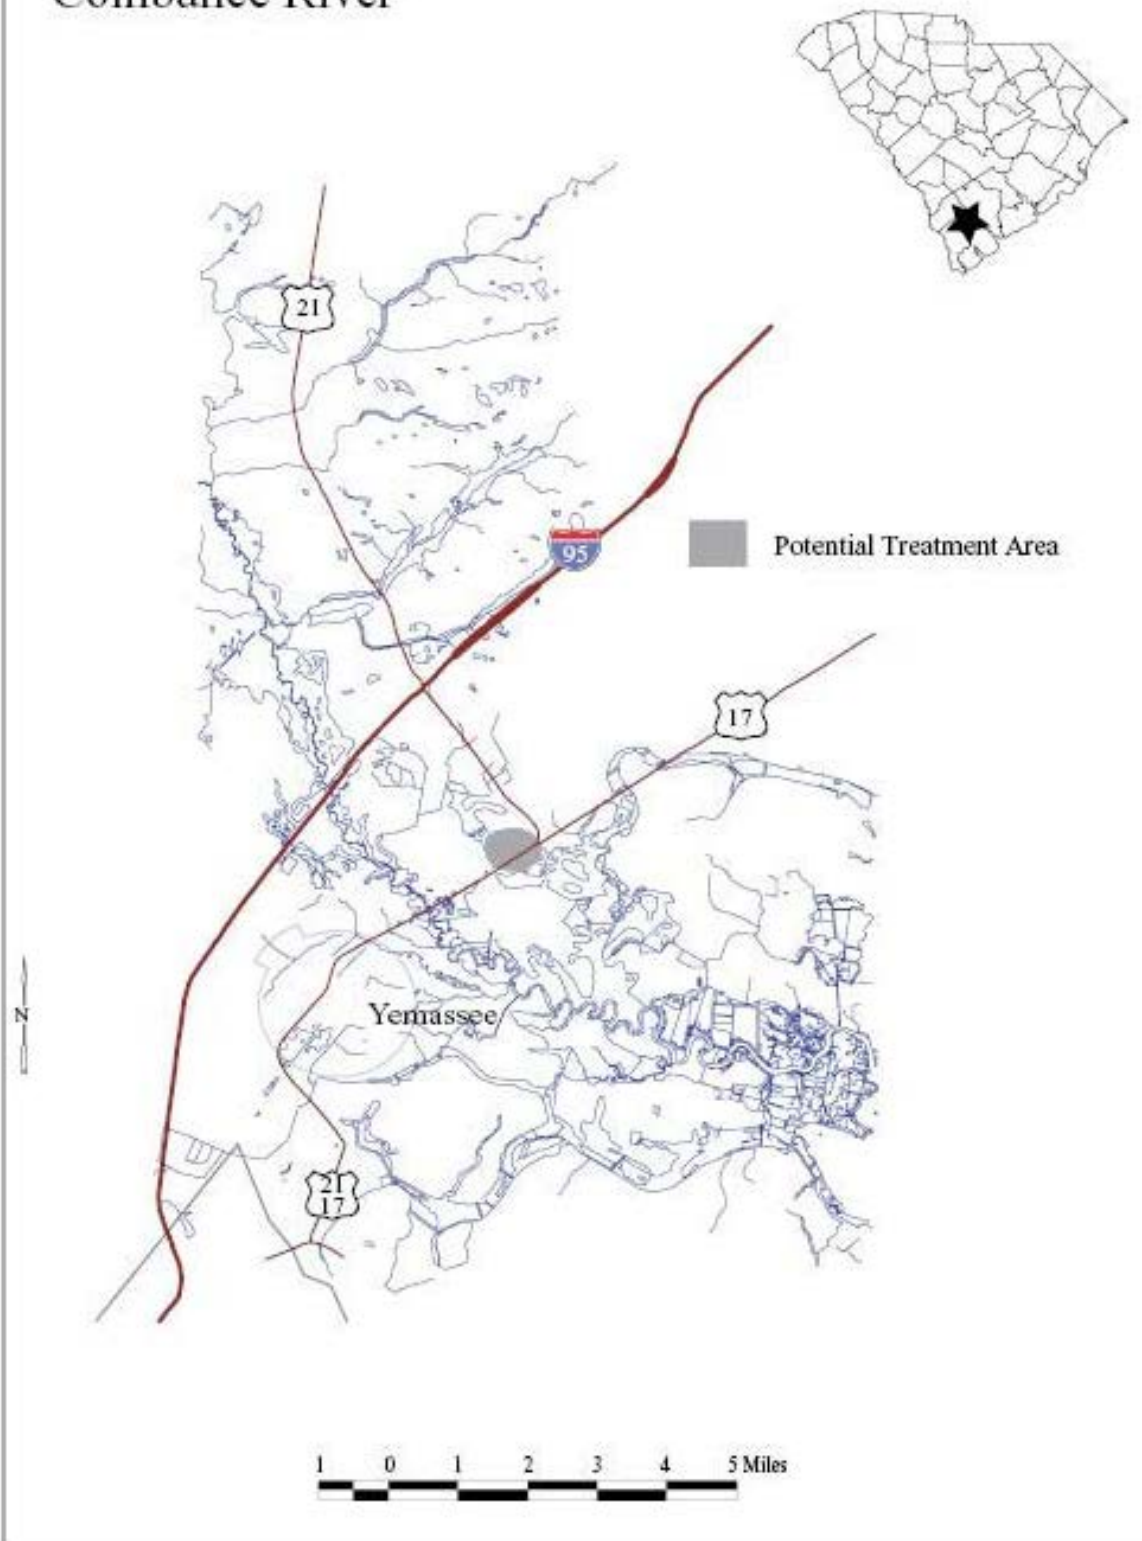 Combahee River
21
95
Potential Treatment Area
17
N
Yemassee
21
17
1 0 1 2 3 4 5 Miles